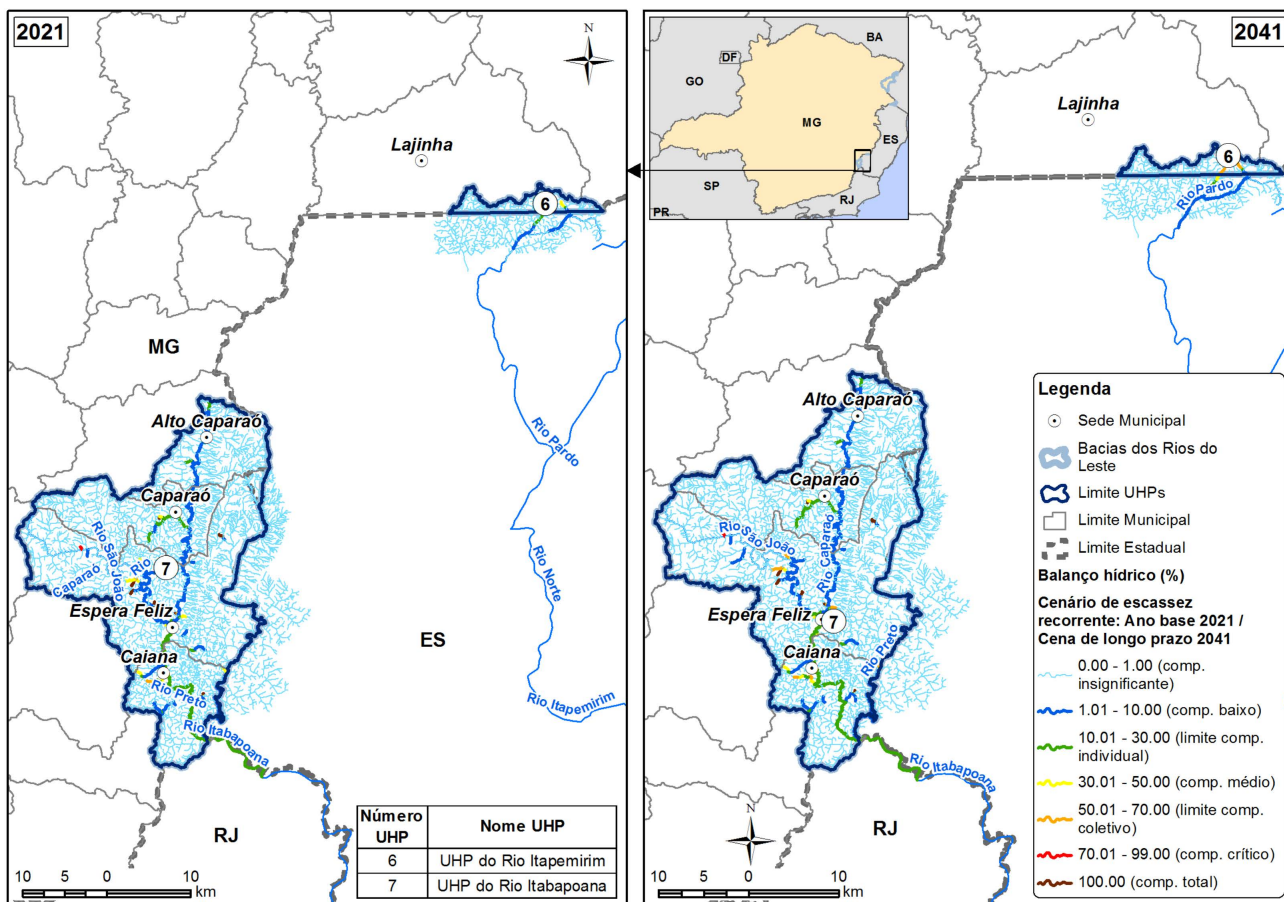 2021
N
Lajinha
6
MG
Alto Caparaó
Caparaó
Rio São João
Rio
Caparaó
7
Espera Feliz
Caiana
Rio Preto
Rio Itabapoana
ES
Rio Pardo
Rio Norte
Rio Itapemirim
RJ
Número UHP
Nome UHP
6
UHP do Rio Itapemirim
7
UHP do Rio Itabapoana
10 5 0 10
km
BA
DF
GO
MG
ES
SP
RJ
PR
2041
Lajinha
6
Rio Pardo
Alto Caparaó
Caparaó
Rio São João
Rio Caparaó
Espera Feliz
7
Caiana
Rio Preto
Rio Itabapoana
N
RJ
10 5 0 10
km
Legenda
Sede Municipal
Bacias dos Rios do
Leste
Limite UHPs
Limite Municipal
Limite Estadual
Balanço hídrico (%)
Cenário de escassez
recorrente: Ano base 2021 /
Cena de longo prazo 2041
0.00 - 1.00 (comp.
insignificante)
1.01 - 10.00 (comp. baixo)
10.01 - 30.00 (limite comp.
individual)
30.01 - 50.00 (comp. médio)
50.01 - 70.00 (limite comp.
coletivo)
70.01 - 99.00 (comp. crítico)
100.00 (comp. total)